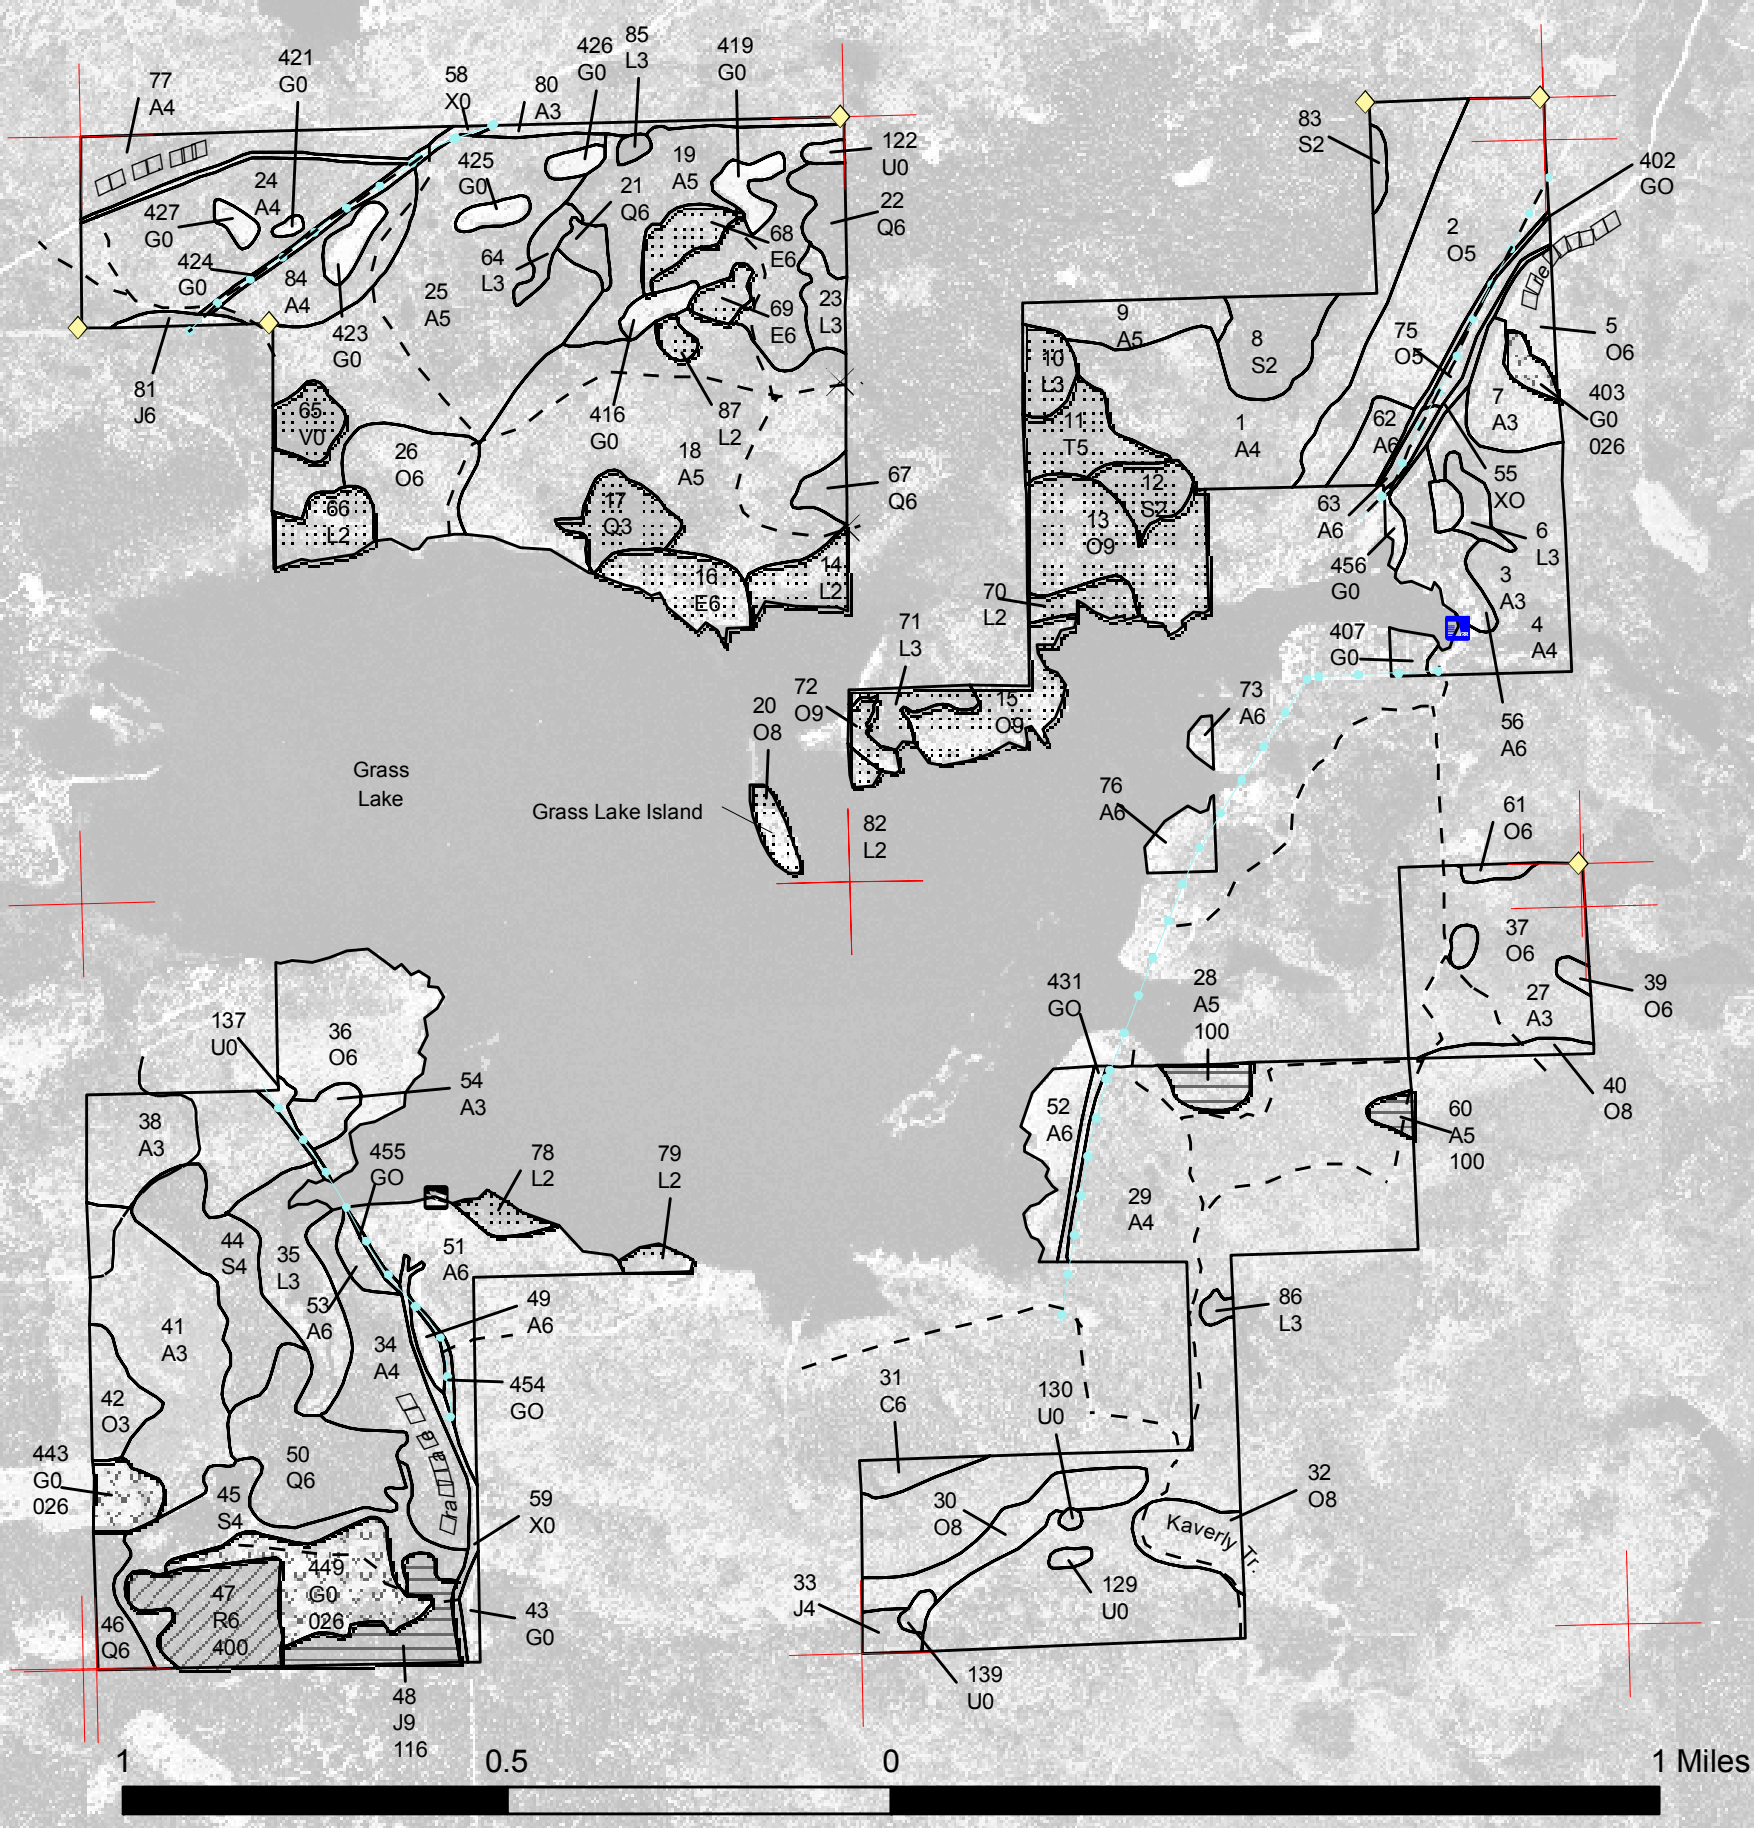 77
A4
421
G0
58
X0
80
A3
426
G0
85
L3
419
G0
83
S2
122
U0
402
GO
425
G0
19
A5
24
A4
427
G0
21
Q6
22
Q6
2
O5
68
E6
64
L3
424
G0
84
A4
25
A5
423
G0
69
E6
23
L3
9
A5
8
S2
75
O5
5
O6
81
J6
10
L3
403
G0
026
7
A3
65
V0
416
G0
87
L2
11
T5
1
A4
62
A6
26
O6
18
A5
67
Q6
55
XO
12
S2
66
L2
17
O3
13
O9
63
A6
6
L3
14
L2
16
E6
456
G0
3
A3
70
L2
71
L3
407
G0
4
A4
72
O9
20
O8
15
O9
73
A6
56
A6
Grass
Lake
Grass Lake Island
76
A6
82
L2
61
O6
37
O6
431
GO
28
A5
100
27
A3
39
O6
137
U0
36
O6
54
A3
40
O8
38
A3
52
A6
60
A5
100
455
GO
78
L2
79
L2
29
A4
44
S4
35
L3
51
A6
53
A6
49
A6
86
L3
41
A3
34
A4
42
O3
454
GO
31
C6
130
U0
443
G0
026
50
Q6
45
S4
59
X0
30
O8
32
O8
Kaverly Tr.
449
G0
026
47
R6
400
46
Q6
43
G0
33
J4
129
U0
139
U0
48
J9
116
1 0.5 0 1 Miles